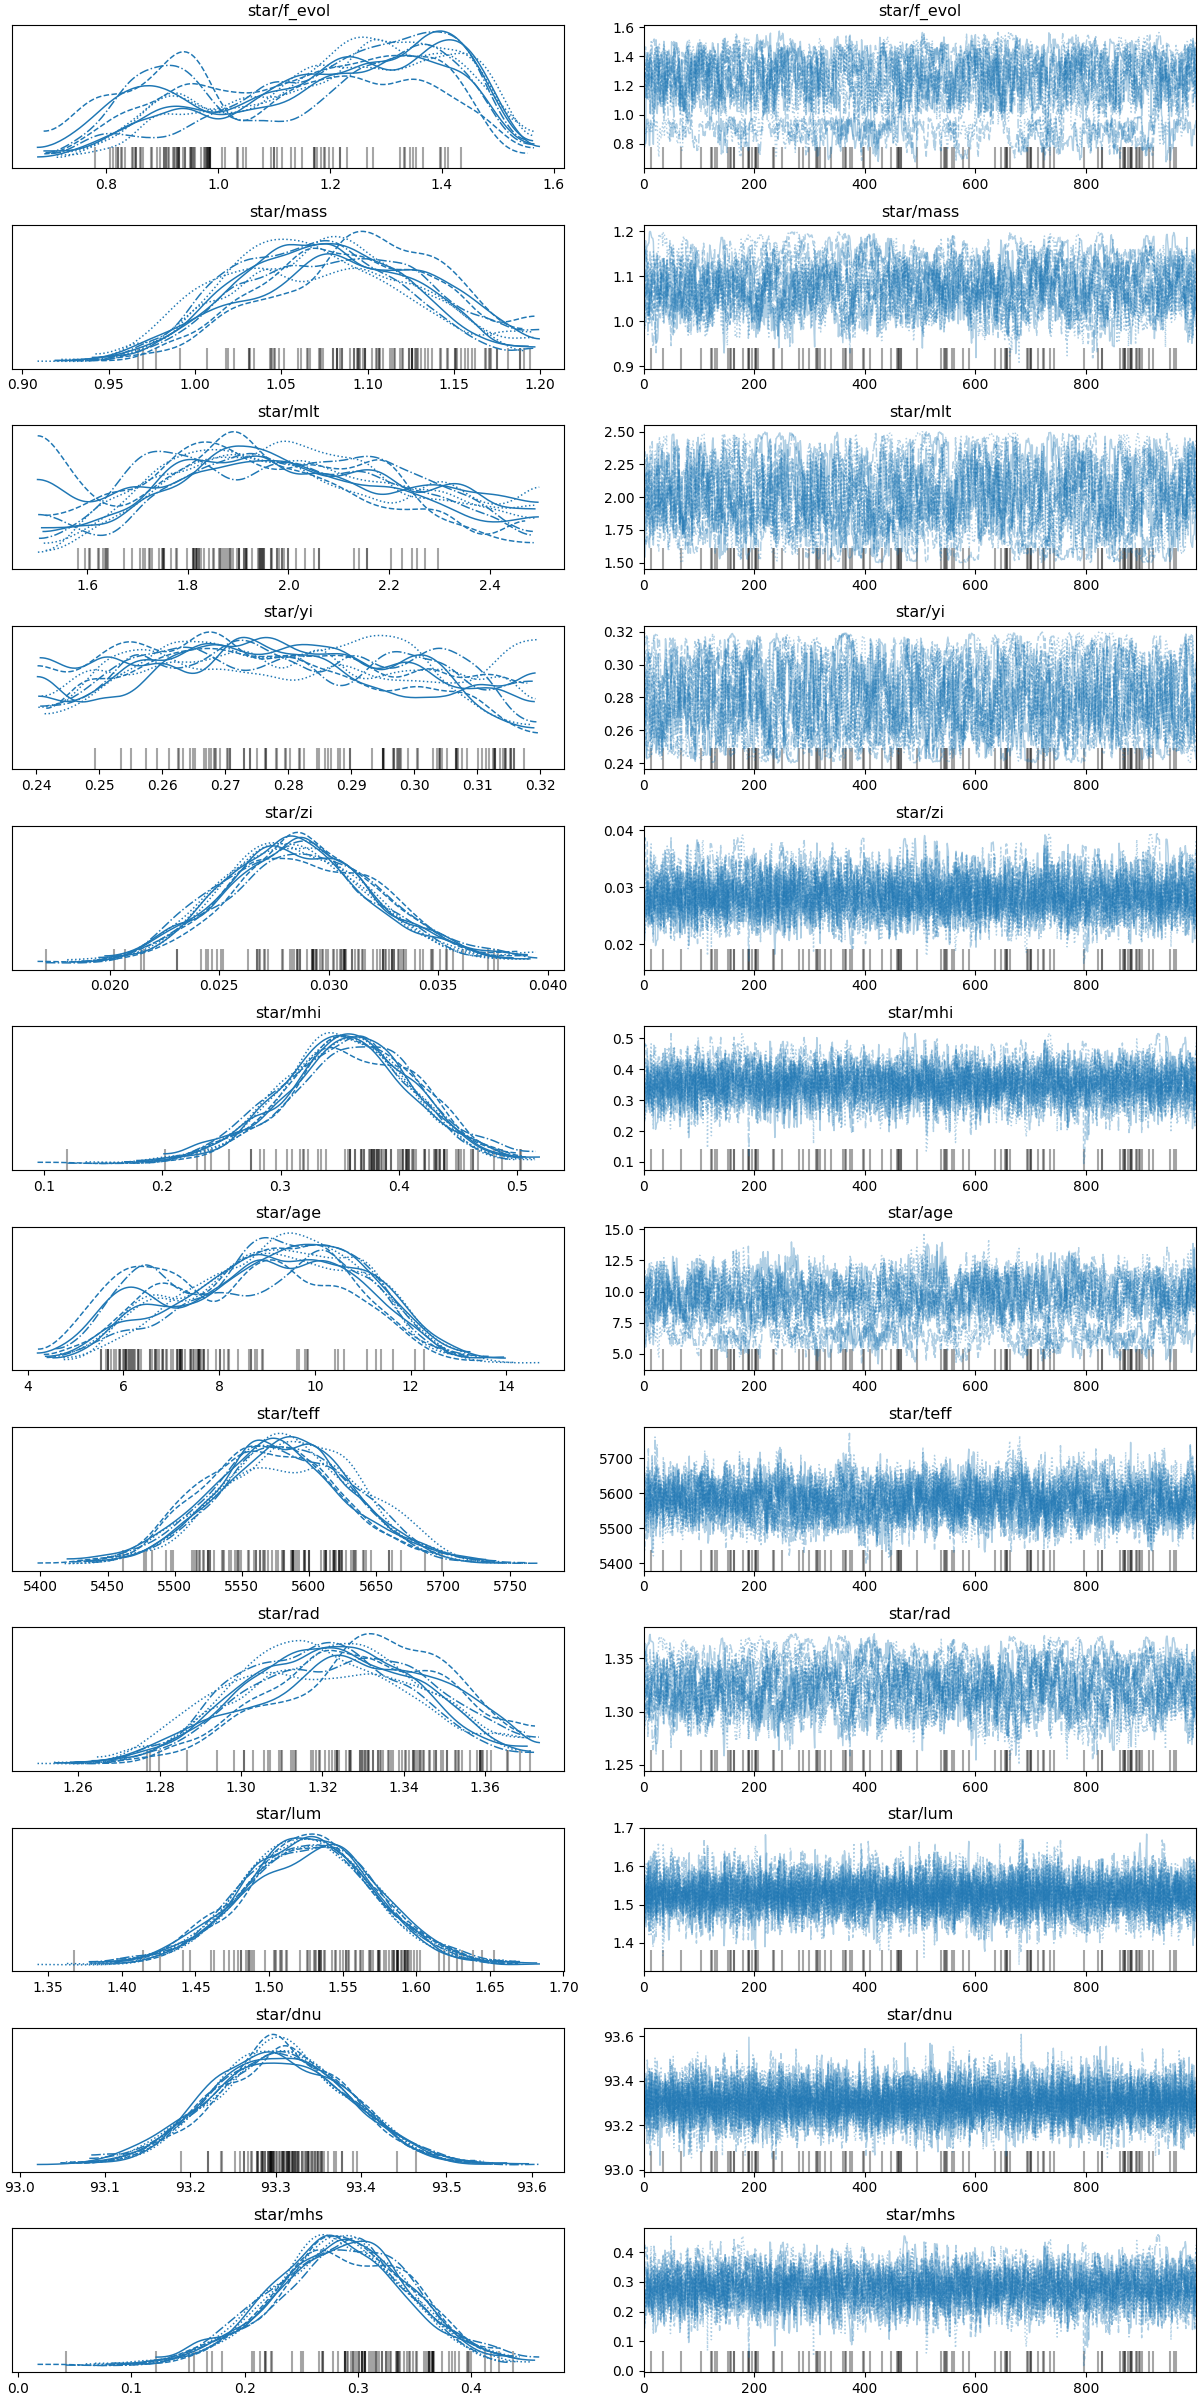 star/f_evol star/f_evol
1.6
1.4
1.2
1.0
0.8
0.8 1.0 1.2 1.4 1.6 0 200 400 600 800
star/mass star/mass
1.2
1.1
1.0
0.9
0.90 0.95 1.00 1.05 1.10 1.15 1.20 0 200 400 600 800
star/mlt star/mlt
2.50
2.25
2.00
1.75
1.50
1.6 1.8 2.0 2.2 2.4 0 200 400 600 800
star/yi star/yi
0.32
0.30
0.28
0.26
0.24
0.24 0.25 0.26 0.27 0.28 0.29 0.30 0.31 0.32 0 200 400 600 800
star/zi star/zi
0.04
0.03
0.02
0.020 0.025 0.030 0.035 0.040 0 200 400 600 800
star/mhi star/mhi
0.5
0.4
0.3
0.2
0.1
0.1 0.2 0.3 0.4 0.5 0 200 400 600 800
star/age star/age
15.0
12.5
10.0
7.5
5.0
4 6 8 10 12 14 0 200 400 600 800
star/teff star/teff
5700
5600
5500
5400
5400 5450 5500 5550 5600 5650 5700 5750 0 200 400 600 800
star/rad star/rad
1.35
1.30
1.25
1.26 1.28 1.30 1.32 1.34 1.36 0 200 400 600 800
star/lum star/lum
1.7
1.6
1.5
1.4
1.35 1.40 1.45 1.50 1.55 1.60 1.65 1.70 0 200 400 600 800
star/dnu star/dnu
93.6
93.4
93.2
93.0
93.0 93.1 93.2 93.3 93.4 93.5 93.6 0 200 400 600 800
star/mhs star/mhs
0.4
0.3
0.2
0.1
0.0
0.0 0.1 0.2 0.3 0.4 0 200 400 600 800